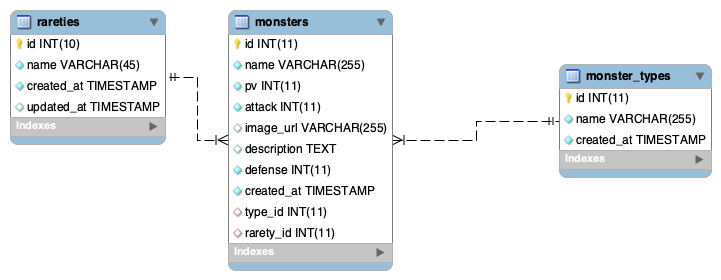 rareties
id INT(10)
name VARCHAR(45)
created_at TIMESTAMP
updated_at TIMESTAMP
Indexes
monsters
id INT(11)
name VARCHAR(255)
pv INT(11)
attack INT(11)
image_url VARCHAR(255)
description TEXT
defense INT(11)
created_at TIMESTAMP
type_id INT(11)
rarety_id INT(11)
Indexes
monster_types
id INT(11)
name VARCHAR(255)
created_at TIMESTAMP
Indexes